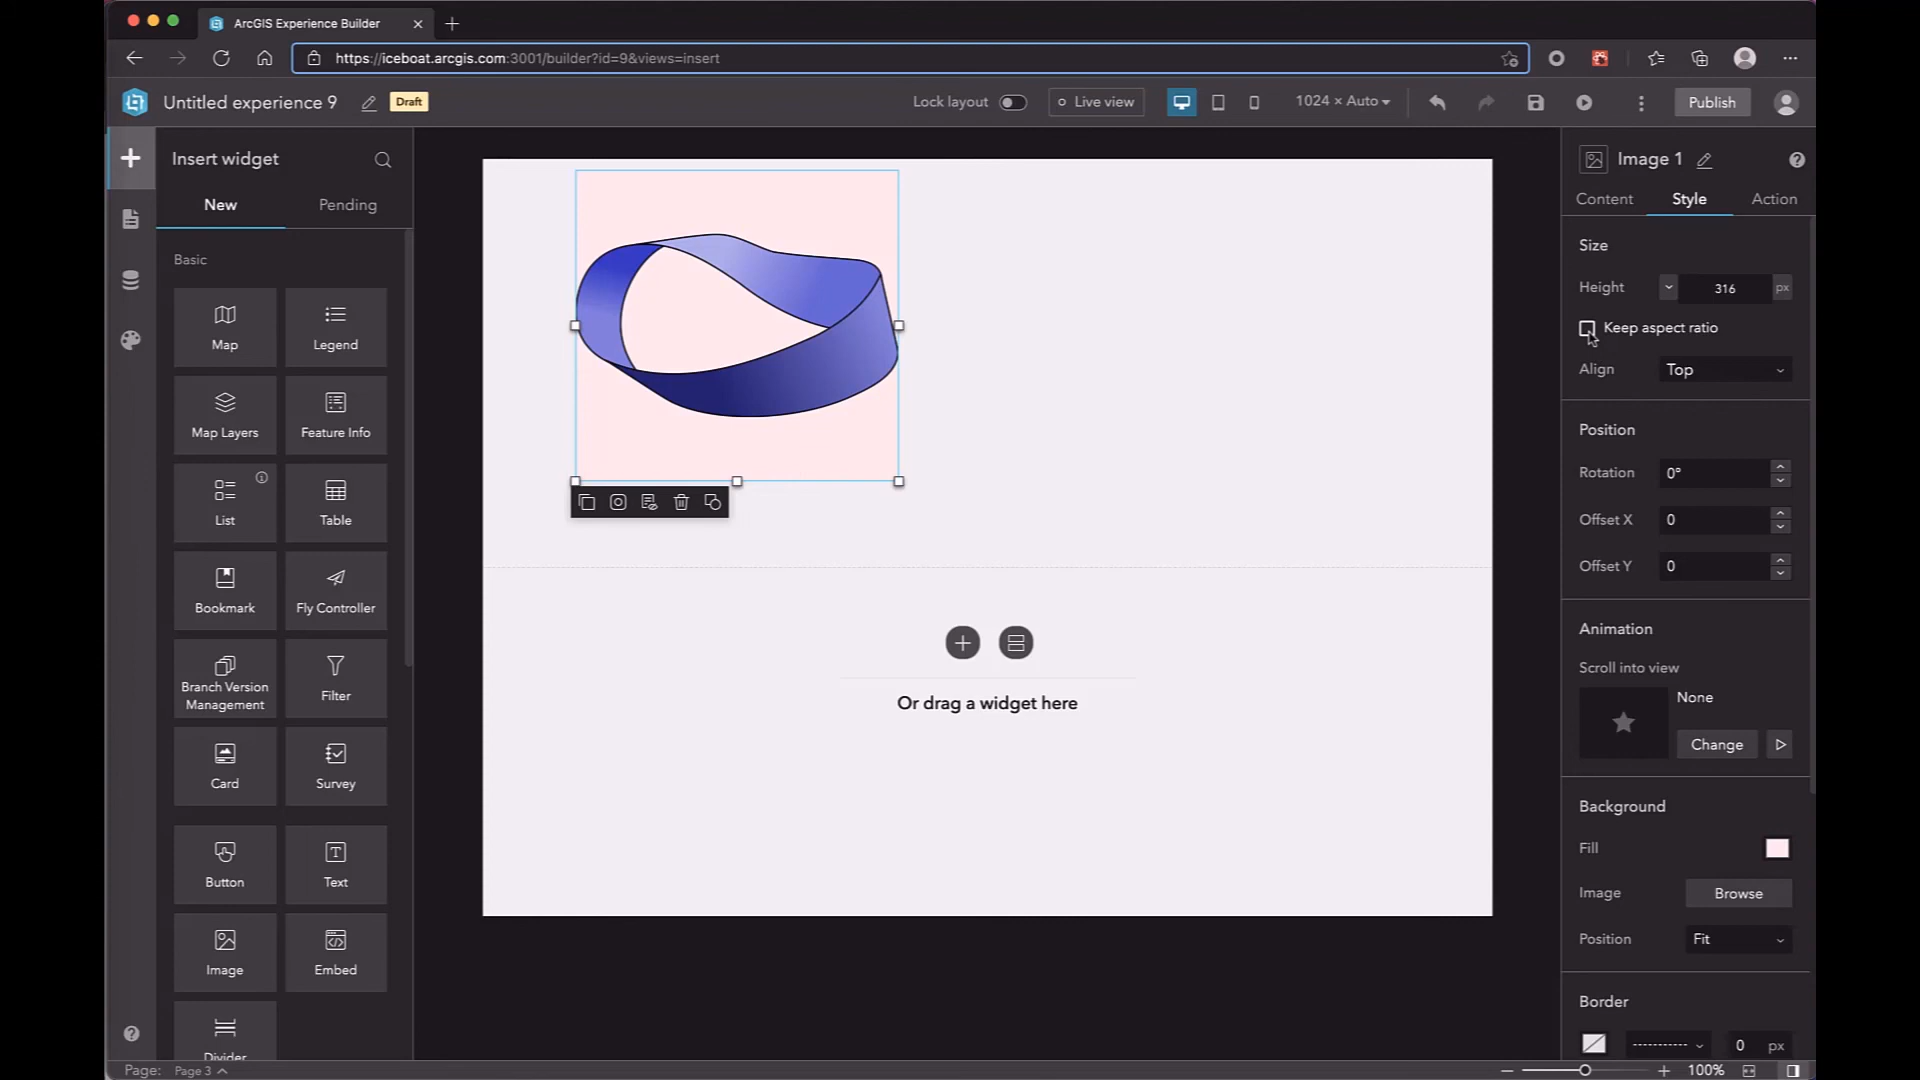 ArcGIS Experience Builder
https://iceboat.arcgis.com:3001/builder?id=9&views=insert
Untitled experience 9
Draft
Lock layout
Live view
1024 × Auto
Publish
Insert widget
New
Pending
Basic
Map
Legend
Map Layers
Feature Info
List
Table
Bookmark
Fly Controller
Branch Version
Management
Filter
Card
Survey
Button
Text
Image
Embed
Divider
Or drag a widget here
Image 1
Content
Style
Action
Size
Height
316
px
Keep aspect ratio
Align
Top
Position
Rotation
0°
Offset X
0
Offset Y
0
Animation
Scroll into view
None
Change
Background
Fill
Image
Browse
Position
Fit
Border
0
px
Page:
Page 3
100%